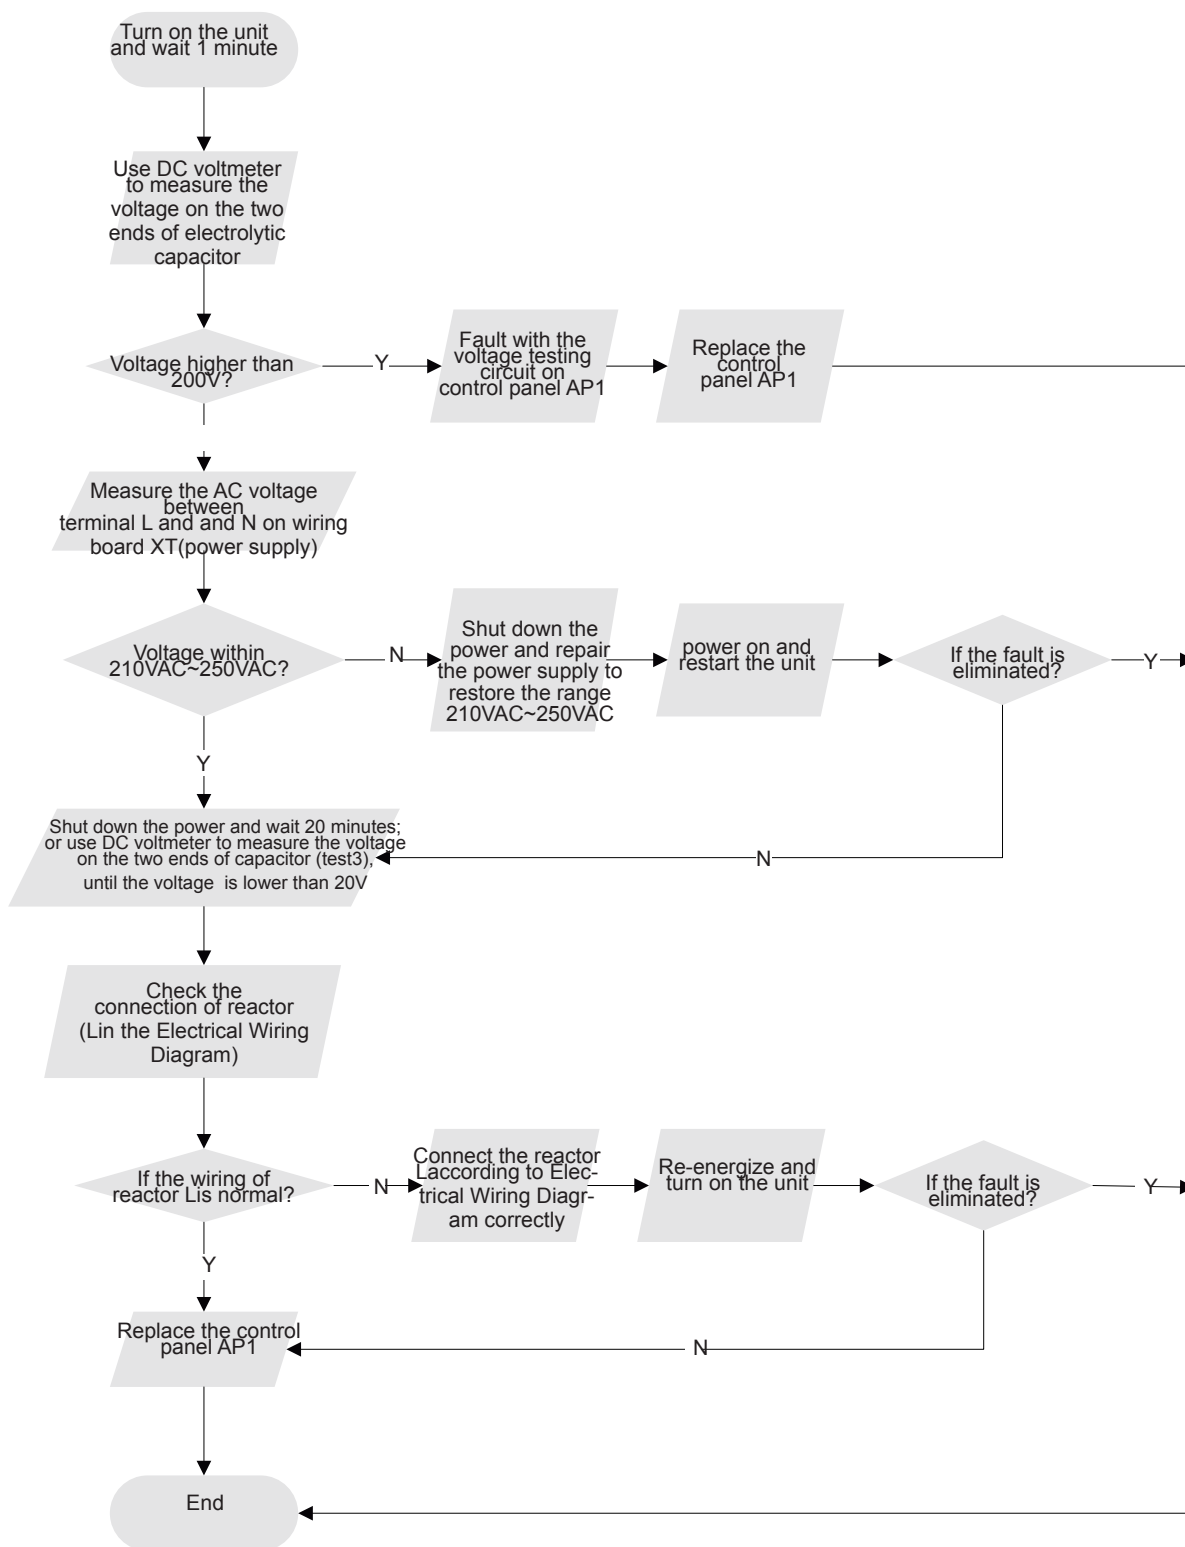 Turn on the unit
and wait 1 minute
Use DC voltmeter
to measure the
voltage on the two
ends of electrolytic
capacitor
Voltage higher than
200V?
Y
Fault with the
voltage testing
circuit on
control panel AP1
Replace the
control
panel AP1
Measure the AC voltage
between
terminal L and and N on wiring
board XT(power supply)
Voltage within
210VAC~250VAC?
N
Shut down the
power and repair
the power supply to
restore the range
210VAC~250VAC
power on and
restart the unit
If the fault is
eliminated?
Y
Y
Shut down the power and wait 20 minutes;
or use DC voltmeter to measure the voltage
on the two ends of capacitor (test3),
until the voltage is lower than 20V
N
Check the
connection of reactor
(Lin the Electrical Wiring
Diagram)
If the wiring of
reactor Lis normal?
N
Connect the reactor
Laccording to Elec-
trical Wiring Diagr-
am correctly
Re-energize and
turn on the unit
If the fault is
eliminated?
Y
Y
Replace the control
panel AP1
N
End